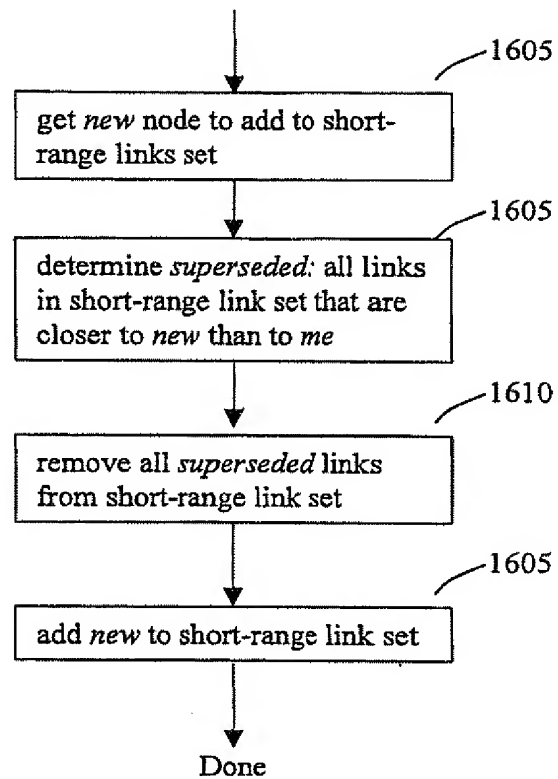 1605
get new node to add to short-
range links set
1605
determine superseded: all links
in short-range link set that are
closer to new than to me
1610
remove all superseded links
from short-range link set
1605
add new to short-range link set
Done